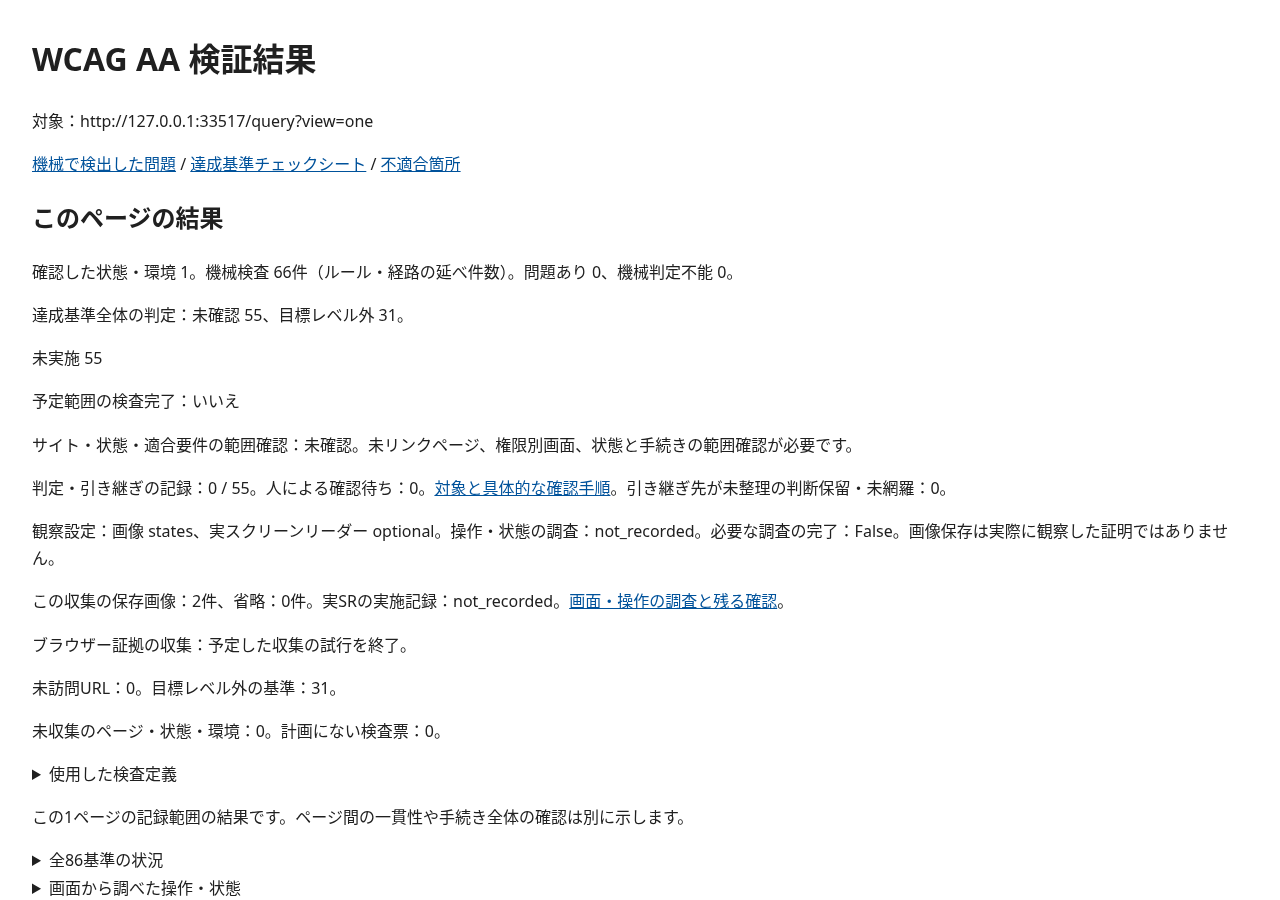 WCAG AA 検証結果
対象：http://127.0.0.1:33517/query?view=one
機械で検出した問題 / 達成基準チェックシート / 不適合箇所
このページの結果
確認した状態・環境 1。機械検査 66件（ルール・経路の延べ件数）。問題あり 0、機械判定不能 0。
達成基準全体の判定：未確認 55、目標レベル外 31。
未実施 55
予定範囲の検査完了：いいえ
サイト・状態・適合要件の範囲確認：未確認。未リンクページ、権限別画面、状態と手続きの範囲確認が必要です。
判定・引き継ぎの記録：0 / 55。人による確認待ち：0。対象と具体的な確認手順。引き継ぎ先が未整理の判断保留・未網羅：0。
観察設定：画像 states、実スクリーンリーダー optional。操作・状態の調査：not_recorded。必要な調査の完了：False。画像保存は実際に観察した証明ではありませ
ん。
この収集の保存画像：2件、省略：0件。実SRの実施記録：not_recorded。画面・操作の調査と残る確認。
ブラウザー証拠の収集：予定した収集の試行を終了。
未訪問URL：0。目標レベル外の基準：31。
未収集のページ・状態・環境：0。計画にない検査票：0。
▶ 使用した検査定義
この1ページの記録範囲の結果です。ページ間の一貫性や手続き全体の確認は別に示します。
▶ 全86基準の状況
▶ 画面から調べた操作・状態